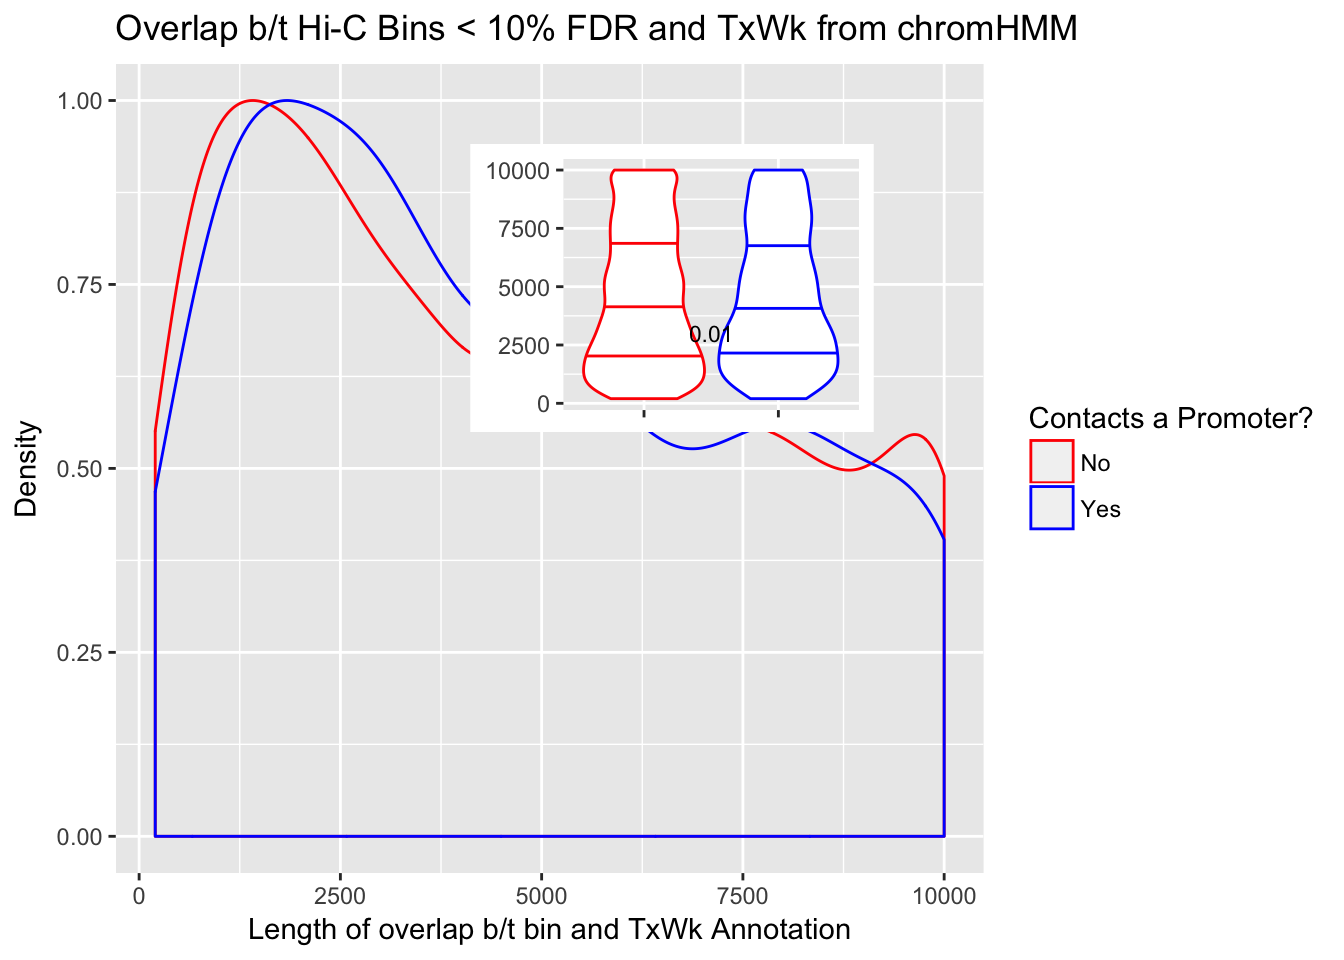 Overlap b/t Hi-C Bins < 10% FDR and TxWk from chromHMM
Density
1.00
0.75
0.50
0.25
0.00
0
2500
5000
7500
10000
Length of overlap b/t bin and TxWk Annotation
10000
7500
5000
2500
0
0.01
Contacts a Promoter?
No
Yes